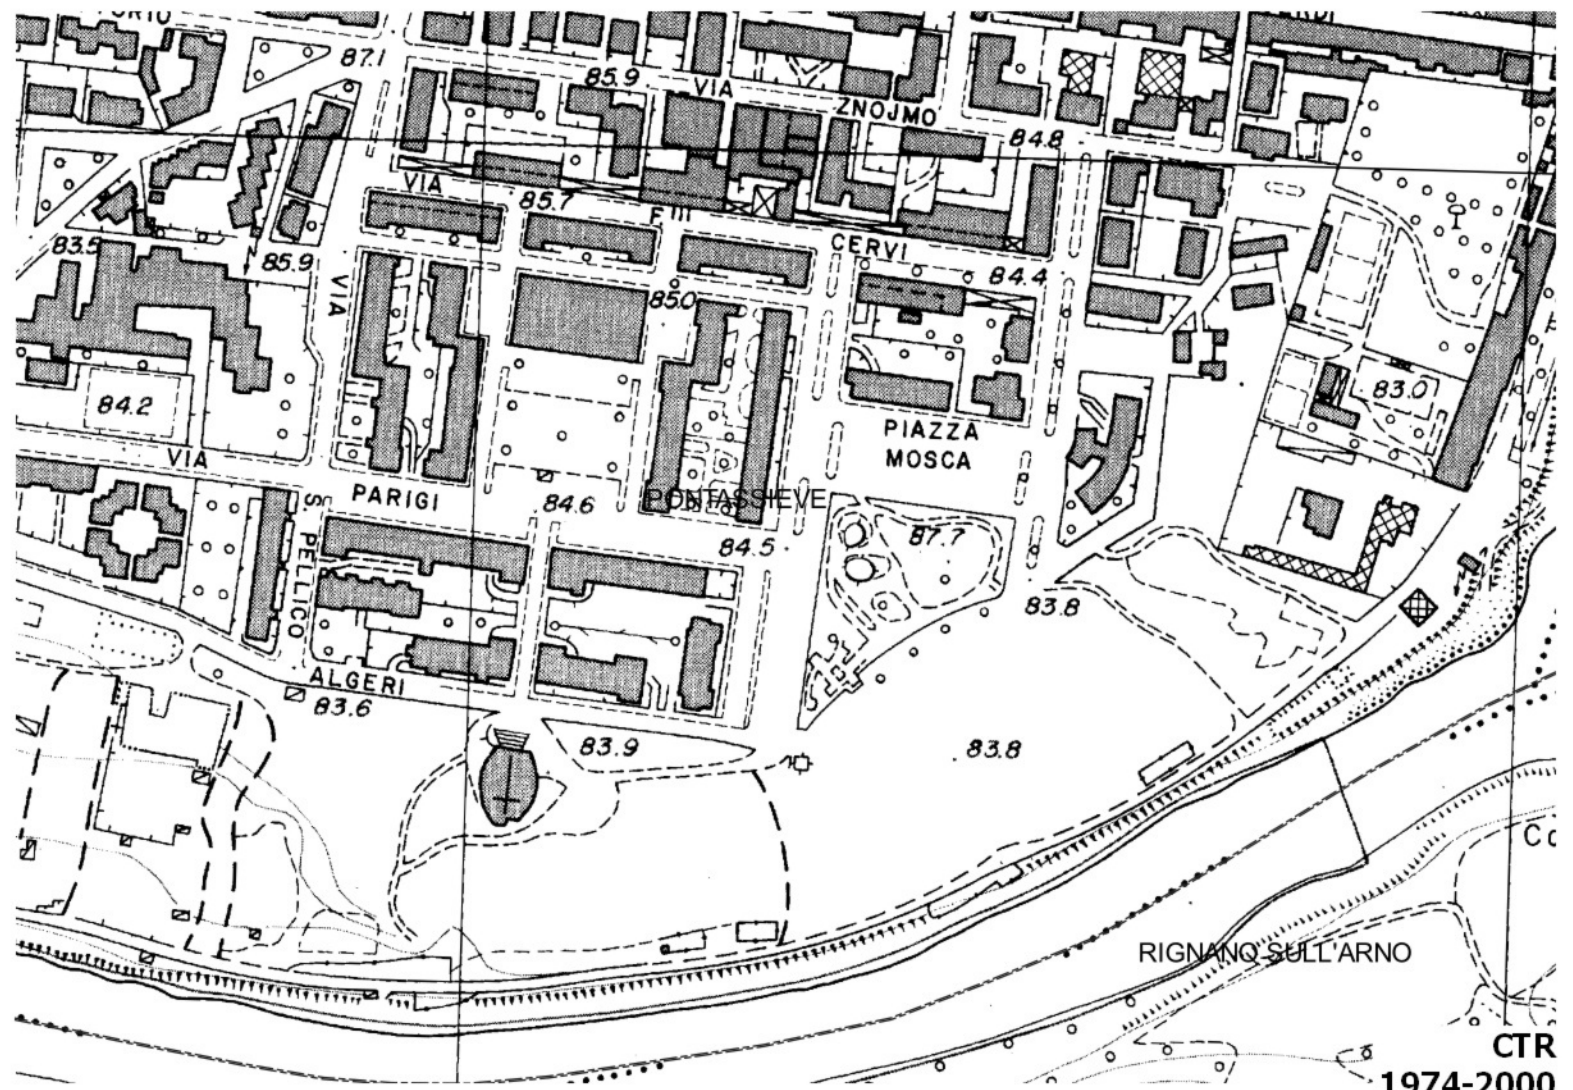 87.1
85.9
VIA
ZNOJMO
84.8
VIA
85.7
F.lli
CERVI
84.4
83.5
85.9
VIA
85.0
84.2
83.0
PIAZZA
MOSCA
VIA
PARIGI
84.6
PONTASSIEVE
84.5
87.7
S.
PELLICO
83.8
ALGERI
83.6
83.9
83.8
RIGNANO SULL'ARNO
CTR
1974-2000